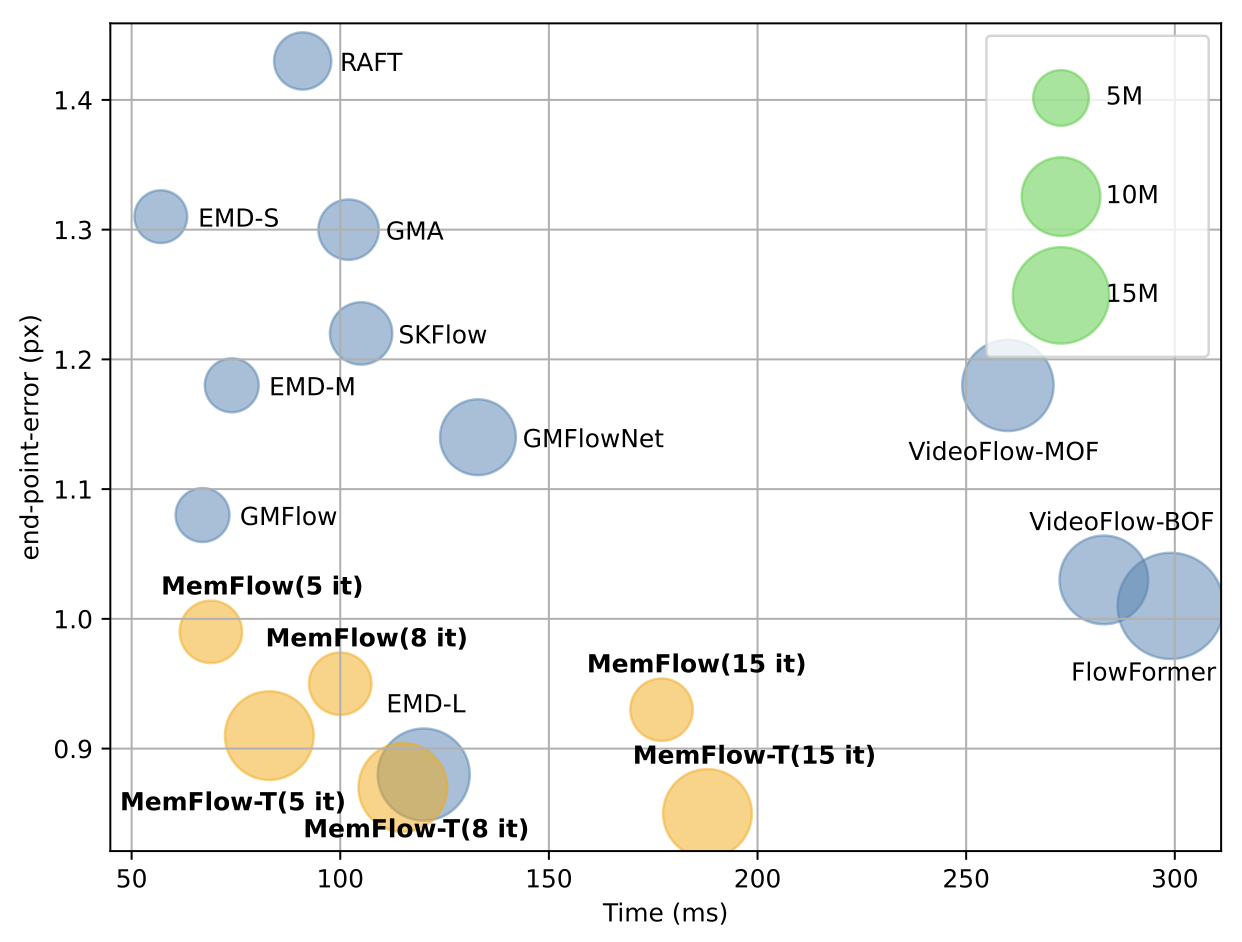 RAFT
1.4
5M
10M
EMD-S
GMA
1.3
15M
SKFlow
1.2
EMD-M
GMFlowNet
VideoFlow-MOF
1.1
GMFlow
VideoFlow-BOF
MemFlow(5 it)
1.0
MemFlow(8 it)
MemFlow(15 it)
FlowFormer
EMD-L
0.9
MemFlow-T(15 it)
MemFlow-T(5 it)
MemFlow-T(8 it)
end-point-error (px)
50 100 150 200 250 300
Time (ms)